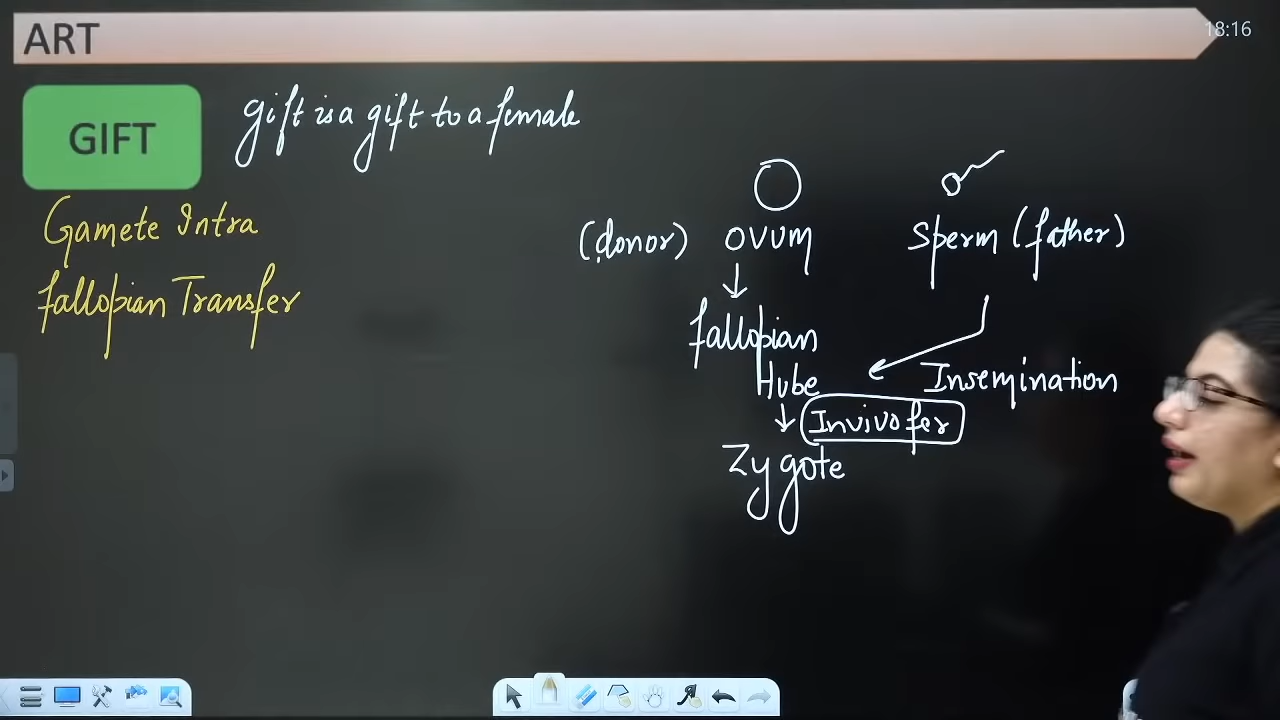 ART
18:16
GIFT
Gift is a gift to a female
Gamete Intra
Fallopian Transfer
(donor) OVUM
Sperm (father)
fallopian
Hube
Insemination
Invivo fer
Zygote